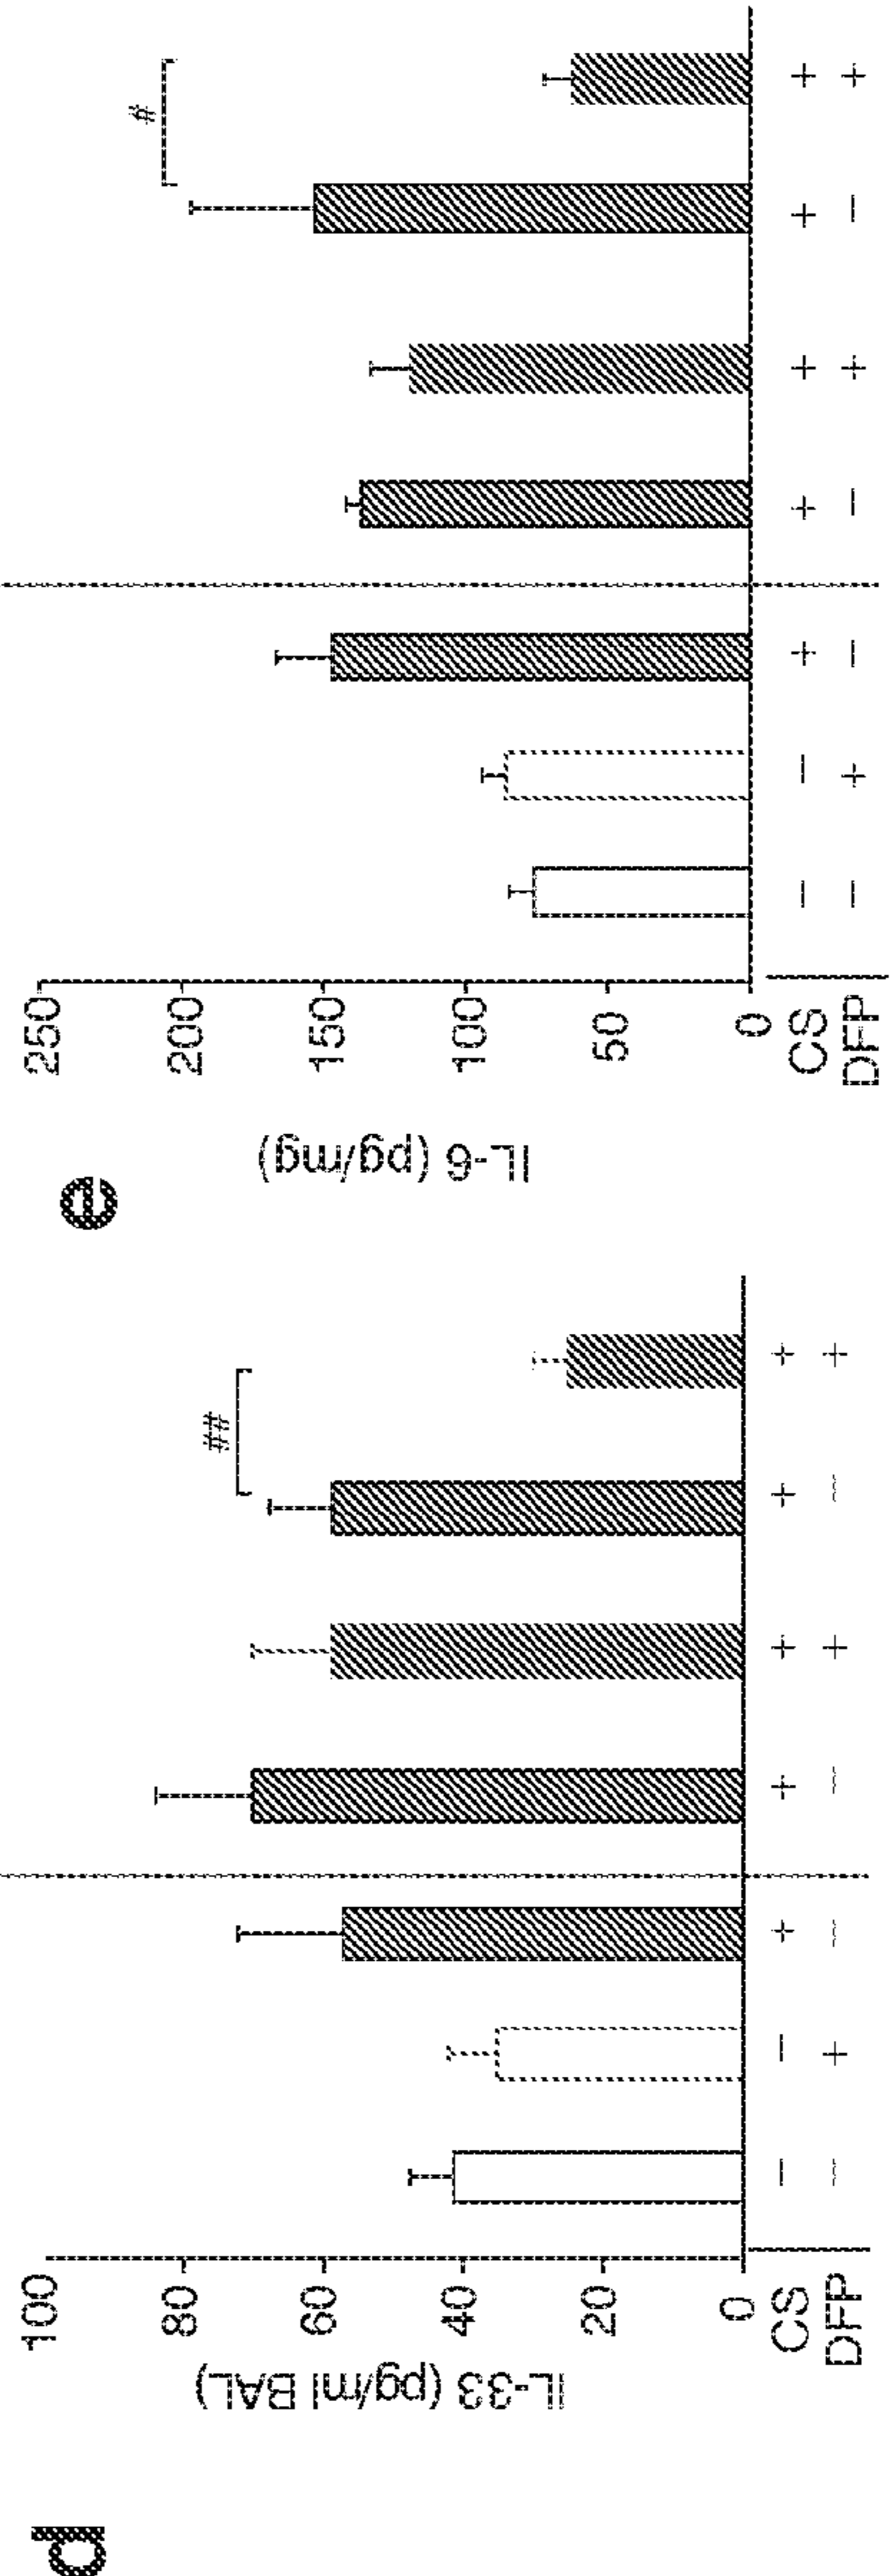 d
IL-33 (pg/ml BAL)
100
80
60
40
20
0
##
CS − − + + + + +
DFP − + − − + − +
e
IL-6 (pg/mg)
250
200
150
100
50
0
#
CS − − + + + + +
DFP − + − − + − +